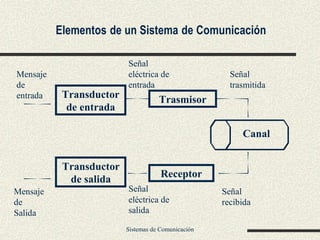 Elementos de un Sistema de Comunicación
Mensaje
de
entrada
Transductor
de entrada
Señal
eléctrica de
entrada
Trasmisor
Señal
trasmitida
Canal
Transductor
de salida
Receptor
Mensaje
de
Salida
Señal
eléctrica de
salida
Señal
recibida
Sistemas de Comunicación